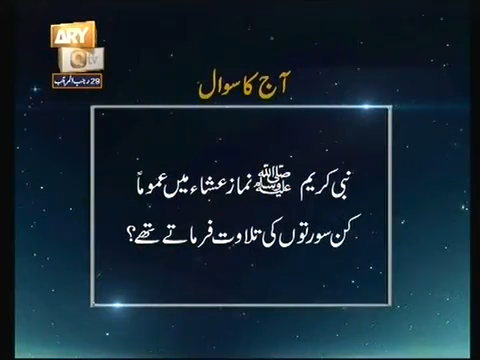 ARY
Qtv
29 رجب المرجب
آج کا سوال
نبی کریم ﷺ نماز عشاء میں عموماً
کن سورتوں کی تلاوت فرماتے تھے؟